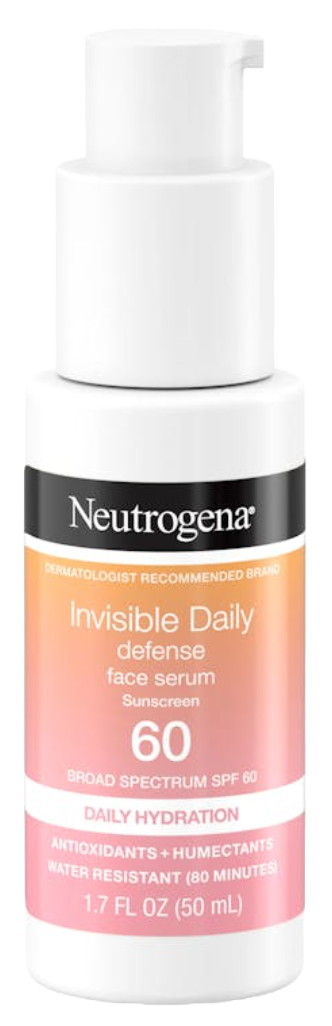 Neutrogena®
DERMATOLOGIST RECOMMENDED BRAND
Invisible Daily
defense
face serum
Sunscreen
60
BROAD SPECTRUM SPF 60
DAILY HYDRATION
ANTIOXIDANTS + HUMECTANTS
WATER RESISTANT (80 MINUTES)
1.7 FL OZ (50 mL)